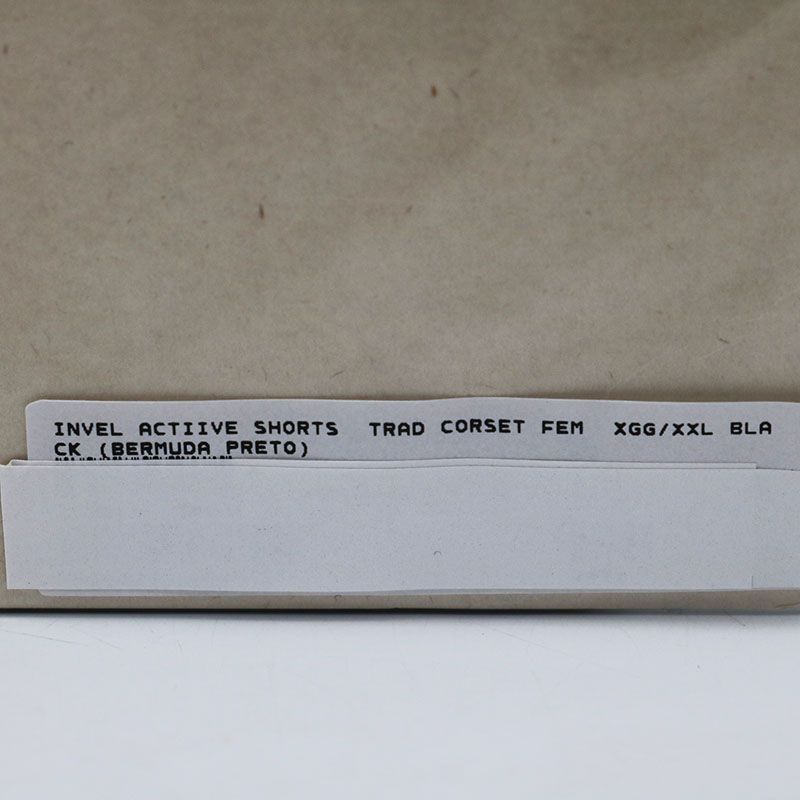 INVEL ACTIIVE SHORTS  TRAD CORSET FEM  XGG/XXL BLA
CK (BERMUDA PRETO)